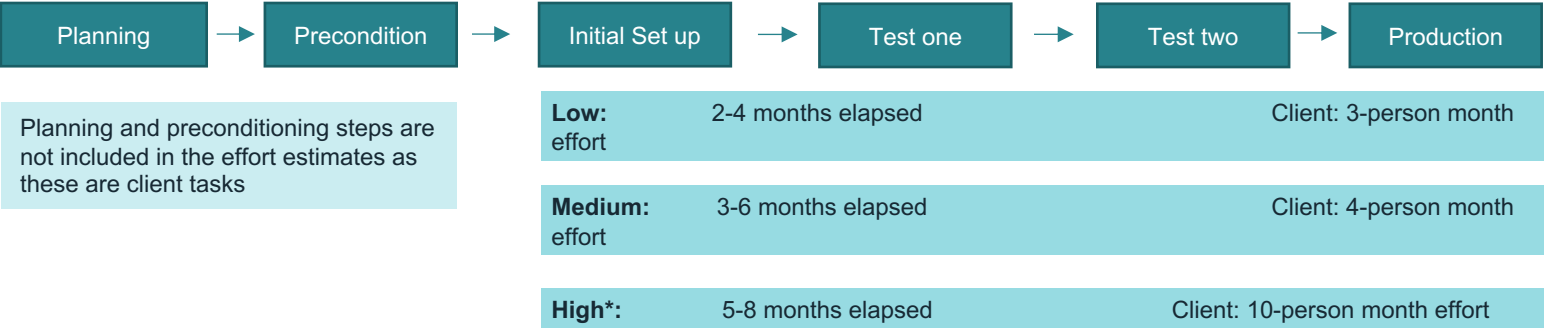 Planning
Precondition
Initial Set up
Test one
Test two
Production
Planning and preconditioning steps are
not included in the effort estimates as
these are client tasks
Low: 2-4 months elapsed Client: 3-person month
effort
Medium: 3-6 months elapsed Client: 4-person month
effort
High*: 5-8 months elapsed Client: 10-person month effort